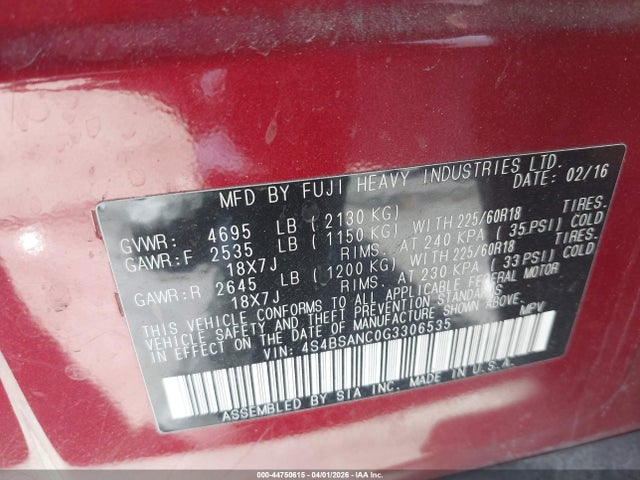 MFD BY FUJI HEAVY INDUSTRIES LTD.
DATE: 02/16
GVWR: 4695 LB (2130 KG)
GAWR:F 2535 LB (1150 KG) WITH 225/60R18 TIRES.
18X7J RIMS. AT 240 KPA (35 PSI) COLD
GAWR:R 2645 LB (1200 KG) WITH 225/60R18 TIRES.
18X7J RIMS. AT 230 KPA (33 PSI) COLD
THIS VEHICLE CONFORMS TO ALL APPLICABLE FEDERAL MOTOR
VEHICLE SAFETY AND THEFT PREVENTION STANDARDS
IN EFFECT ON THE DATE OF MANUFACTURE SHOWN ABOVE.
VIN: 4S4BSANC0G3306535 MPV
ASSEMBLED BY SIA INC. MADE IN U.S.A.
000-44750615 - 04/01/2026 - IAA Inc.